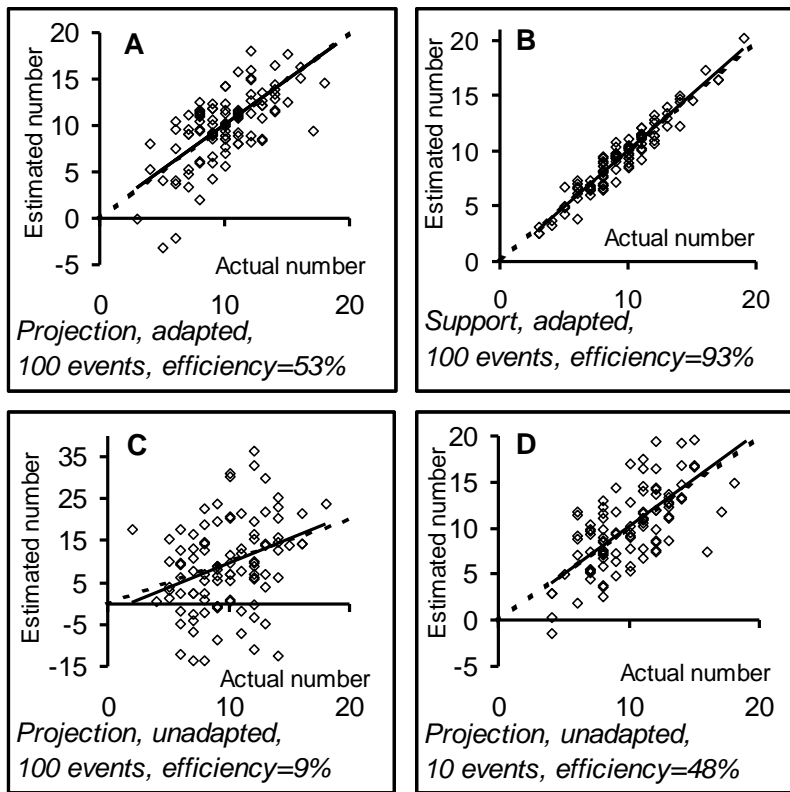 A
Estimated number
20
15
10
5
0
-5
Actual number
0
10
20
Projection, adapted,
100 events, efficiency=53%
B
Estimated number
20
15
10
5
0
Actual number
0
10
20
Support, adapted,
100 events, efficiency=93%
C
Estimated number
35
25
15
5
-5
-15
Actual number
0
10
20
Projection, unadapted,
100 events, efficiency=9%
D
Estimated number
20
15
10
5
0
-5
Actual number
0
10
20
Projection, unadapted,
10 events, efficiency=48%